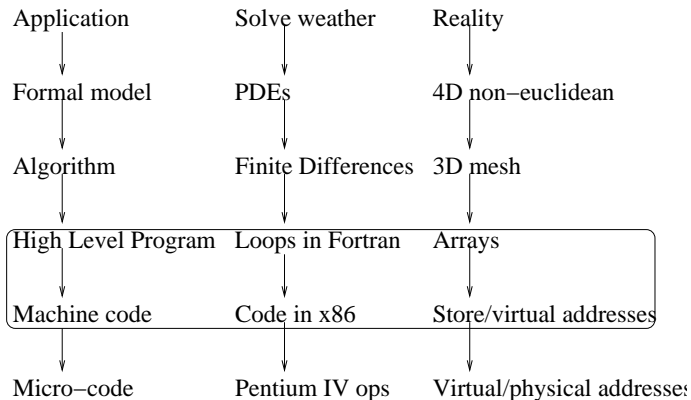 Application Solve weather Reality
Formal model PDEs 4D non−euclidean
Algorithm Finite Differences 3D mesh
High Level Program Loops in Fortran Arrays
Machine code Code in x86 Store/virtual addresses
Micro−code Pentium IV ops Virtual/physical addresses